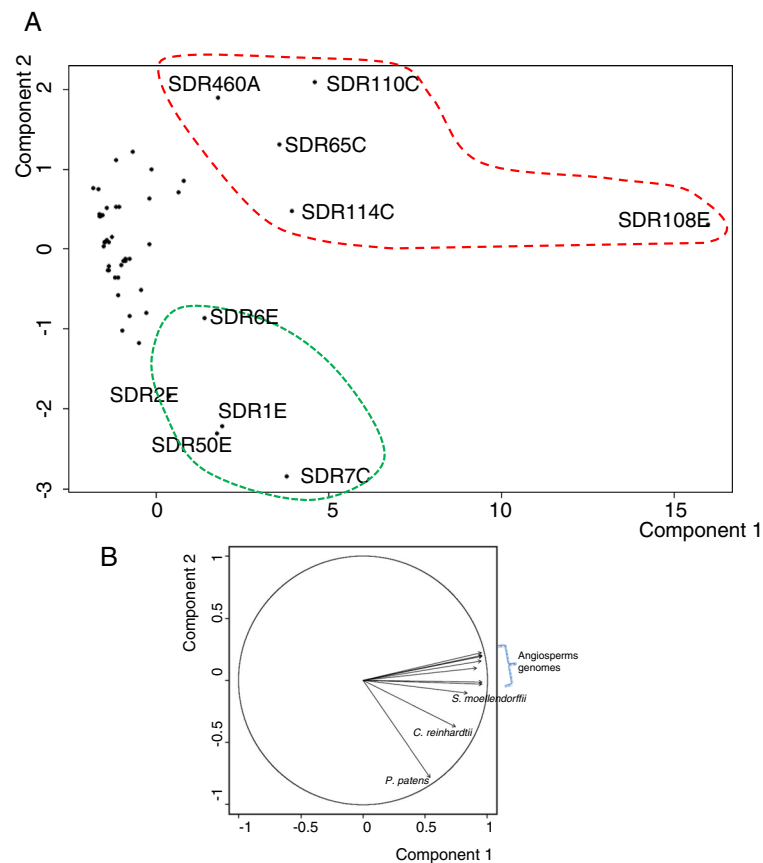 A
Component 2
2
1
0
-1
-2
-3
SDR460A
SDR110C
SDR65C
SDR114C
SDR108E
SDR6E
SDR2E
SDR1E
SDR50E
SDR7C
0
5
10
15
Component 1
B
Component 2
1
0.5
0
-0.5
-1
Angiosperms
genomes
S. moellendorffii
C. reinhardtii
P. patens
-1
-0.5
0
0.5
1
Component 1